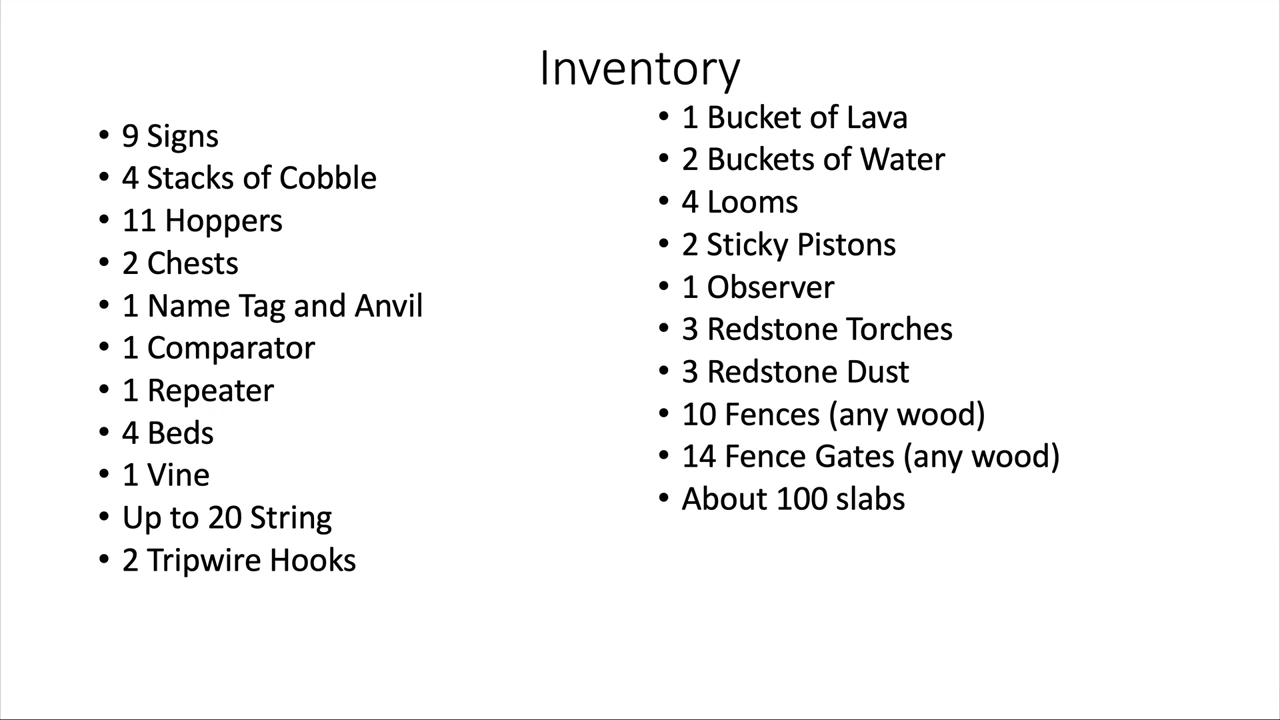 Inventory
• 9 Signs
• 4 Stacks of Cobble
• 11 Hoppers
• 2 Chests
• 1 Name Tag and Anvil
• 1 Comparator
• 1 Repeater
• 4 Beds
• 1 Vine
• Up to 20 String
• 2 Tripwire Hooks
• 1 Bucket of Lava
• 2 Buckets of Water
• 4 Looms
• 2 Sticky Pistons
• 1 Observer
• 3 Redstone Torches
• 3 Redstone Dust
• 10 Fences (any wood)
• 14 Fence Gates (any wood)
• About 100 slabs